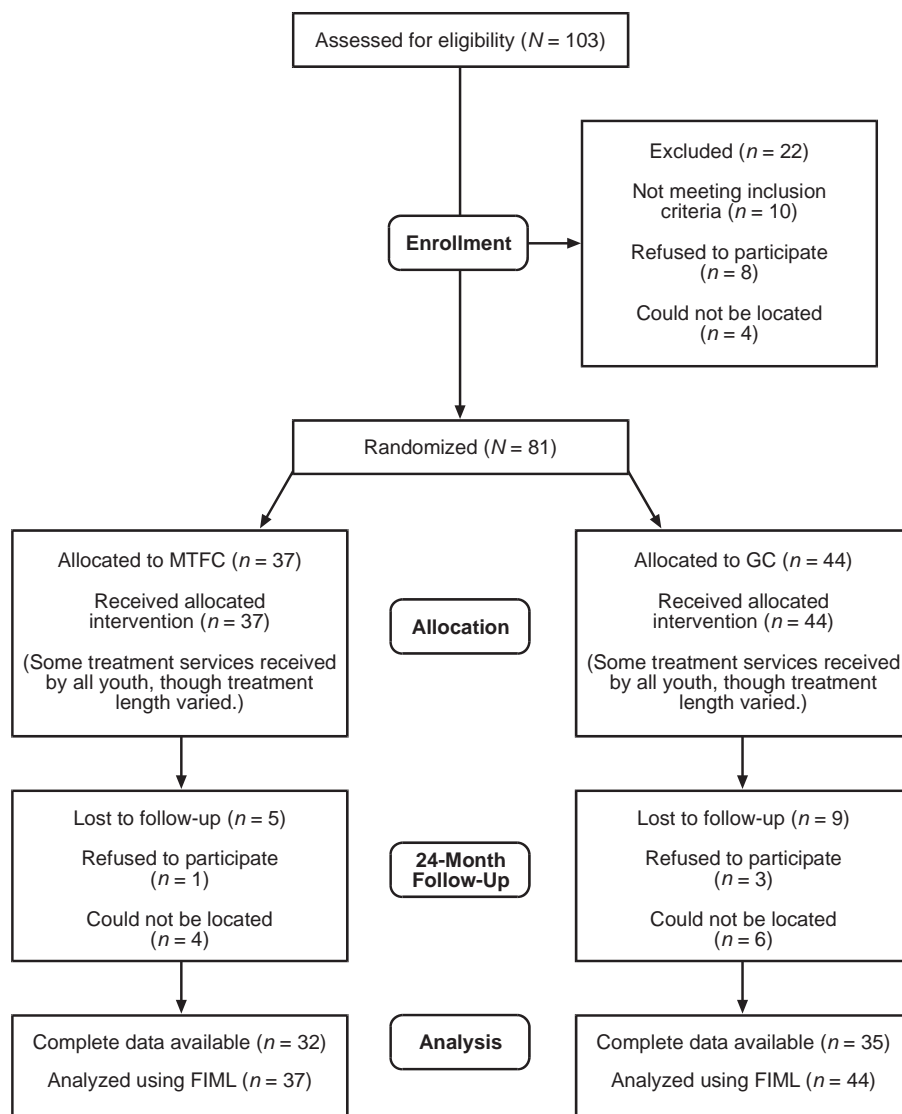 Assessed for eligibility (N = 103)
Excluded (n = 22)
Not meeting inclusion
criteria (n = 10)
Refused to participate
(n = 8)
Could not be located
(n = 4)
Enrollment
Randomized (N = 81)
Allocated to MTFC (n = 37)
Received allocated
intervention (n = 37)
(Some treatment services received
by all youth, though treatment
length varied.)
Allocation
Allocated to GC (n = 44)
Received allocated
intervention (n = 44)
(Some treatment services received
by all youth, though treatment
length varied.)
Lost to follow-up (n = 5)
Refused to participate
(n = 1)
Could not be located
(n = 4)
24-Month
Follow-Up
Lost to follow-up (n = 9)
Refused to participate
(n = 3)
Could not be located
(n = 6)
Complete data available (n = 32)
Analyzed using FIML (n = 37)
Analysis
Complete data available (n = 35)
Analyzed using FIML (n = 44)